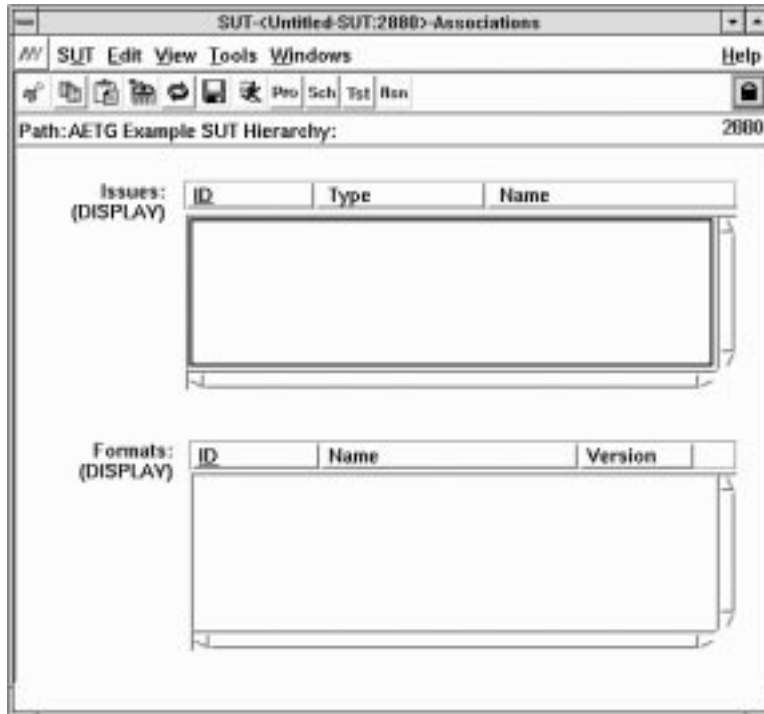 SUT-<Untitled-SUT:2880>-Associations
SUT Edit View Tools Windows Help
Pro Sch Tst Rsn
Path:AETG Example SUT Hierarchy: 2880
Issues: ID Type Name
(DISPLAY)
Formats: ID Name Version
(DISPLAY)